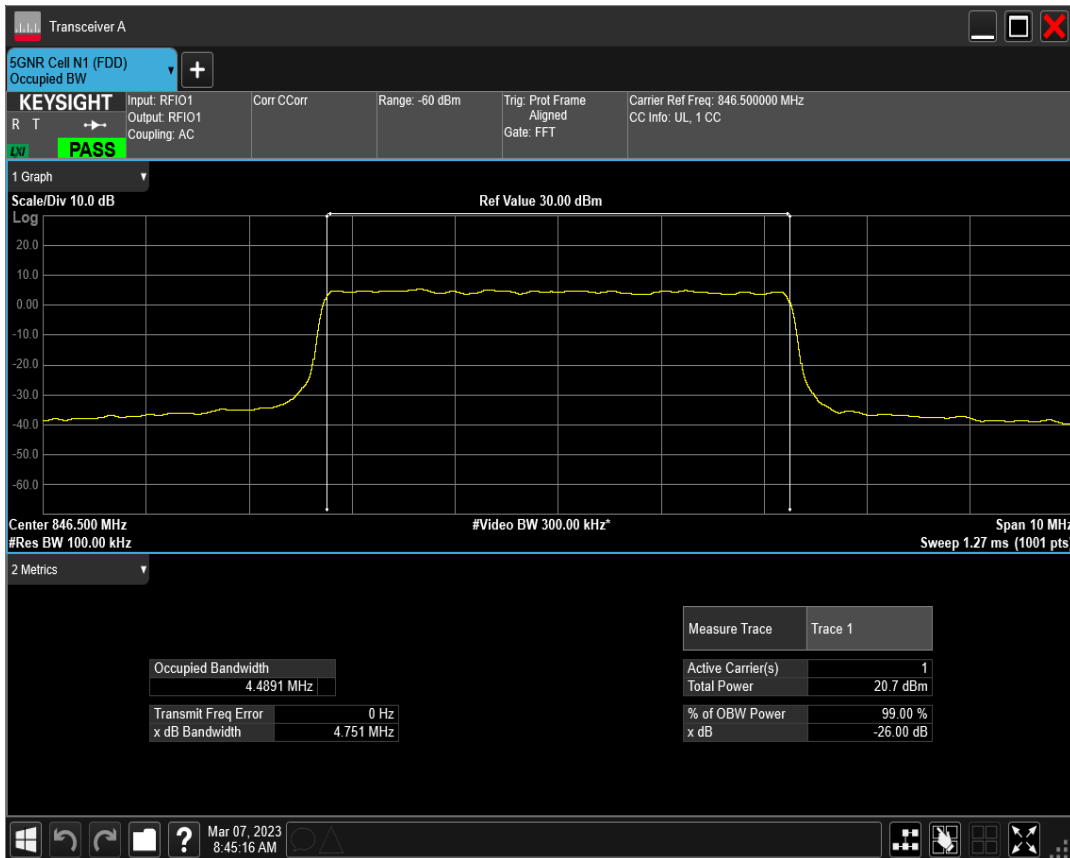 Transceiver A
5GNR Cell N1 (FDD)
Occupied BW
+
KEYSIGHT
R T
LXI
PASS
Input: RFIO1
Output: RFIO1
Coupling: AC
Corr CCorr
Range: -60 dBm
Trig: Prot Frame
Aligned
Gate: FFT
Carrier Ref Freq: 846.500000 MHz
CC Info: UL, 1 CC
1 Graph
Scale/Div 10.0 dB
Ref Value 30.00 dBm
Log
20.0
10.0
0.00
-10.0
-20.0
-30.0
-40.0
-50.0
-60.0
Center 846.500 MHz
#Video BW 300.00 kHz*
Span 10 MHz
#Res BW 100.00 kHz
Sweep 1.27 ms (1001 pts)
2 Metrics
Measure Trace Trace 1
Occupied Bandwidth
4.4891 MHz
Active Carrier(s) 1
Total Power 20.7 dBm
Transmit Freq Error 0 Hz
x dB Bandwidth 4.751 MHz
% of OBW Power 99.00 %
x dB -26.00 dB
?
Mar 07, 2023
8:45:16 AM